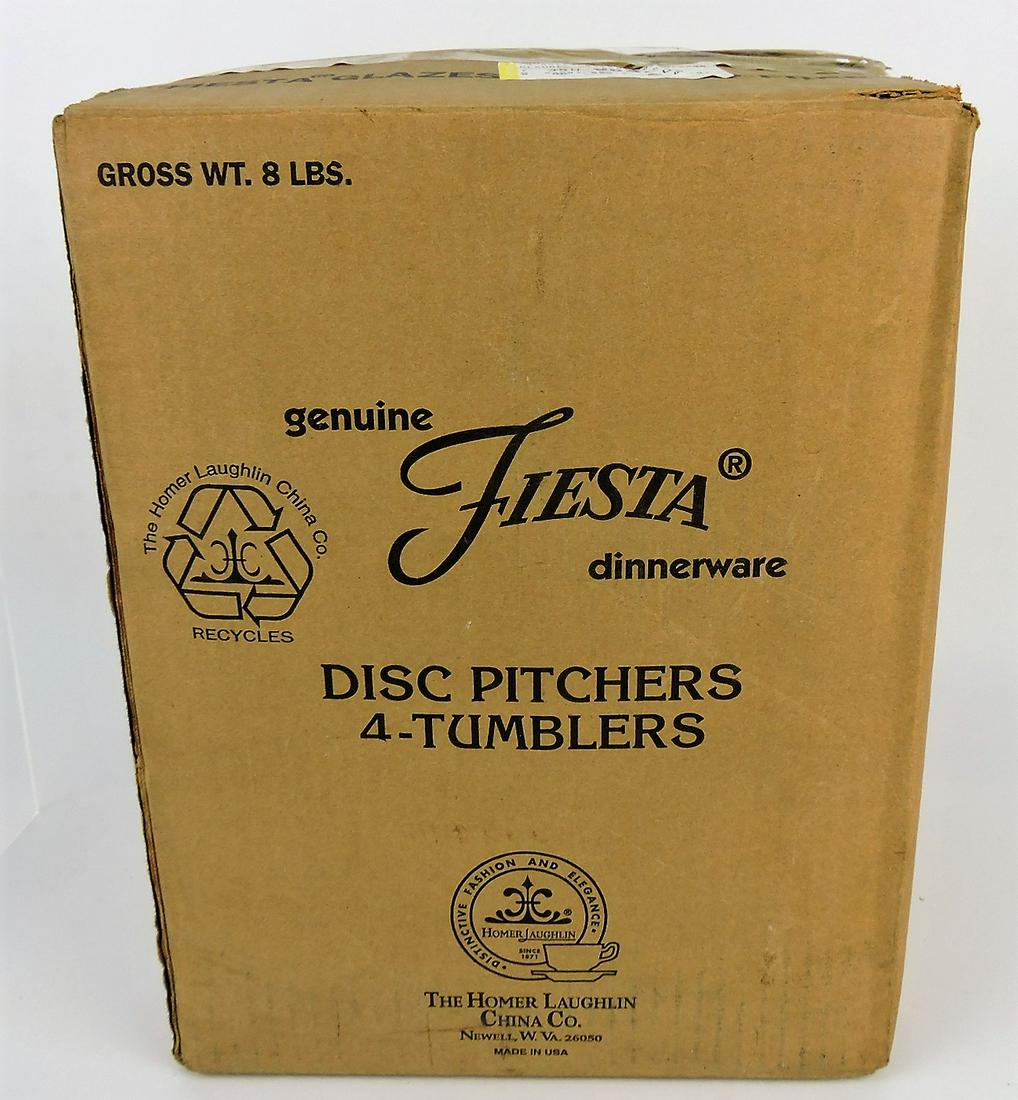 FIESTA® GLAZES
GROSS WT. 8 LBS.
genuine
FIESTA®
dinnerware
The Homer Laughlin China Co.
RECYCLES
DISC PITCHERS
4-TUMBLERS
• DISTINCTIVE FASHION AND ELEGANCE •
®
HOMER LAUGHLIN
SINCE
1871
THE HOMER LAUGHLIN
CHINA CO.
NEWELL, W. VA. 26050
MADE IN USA